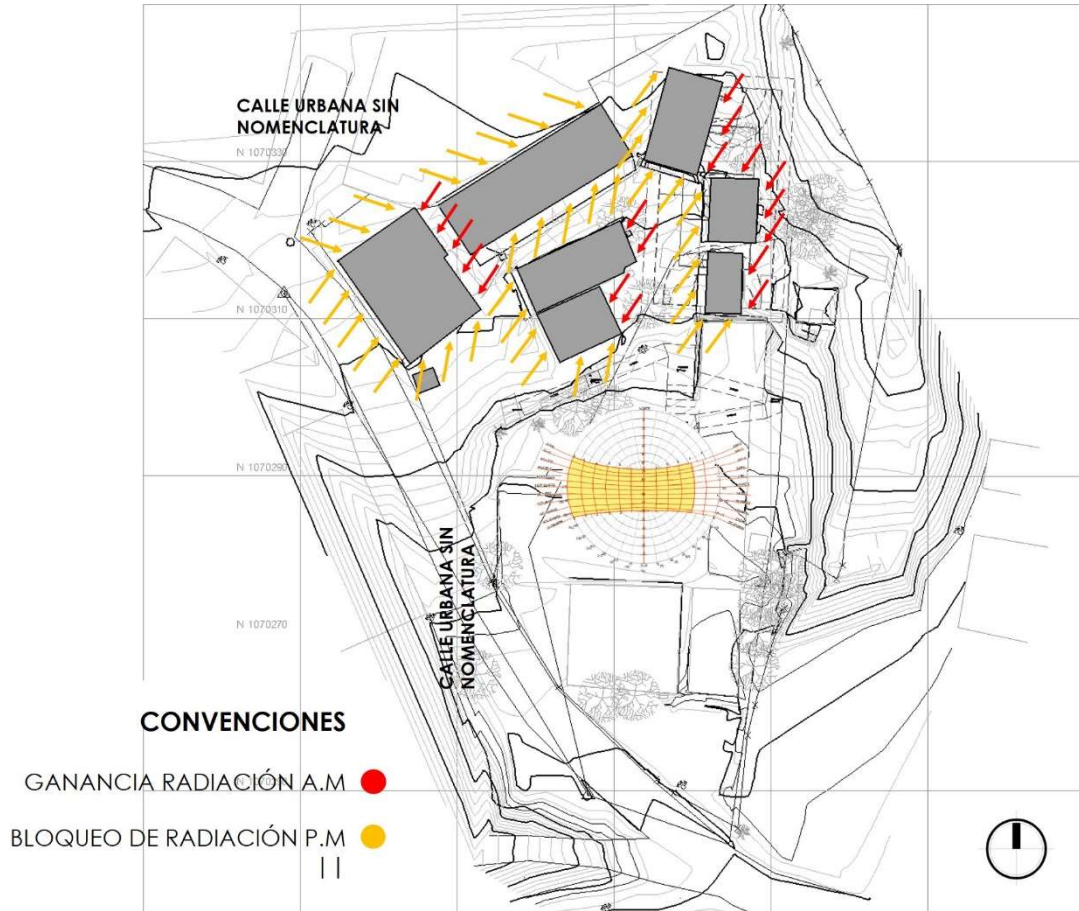 CALLE URBANA SIN
NOMENCLATURA
N 1070330
N 1070310
N 1070290
N 1070270
CALLE URBANA SIN
NOMENCLATURA
CONVENCIONES
GANANCIA RADIACIÓN A.M
BLOQUEO DE RADIACIÓN P.M